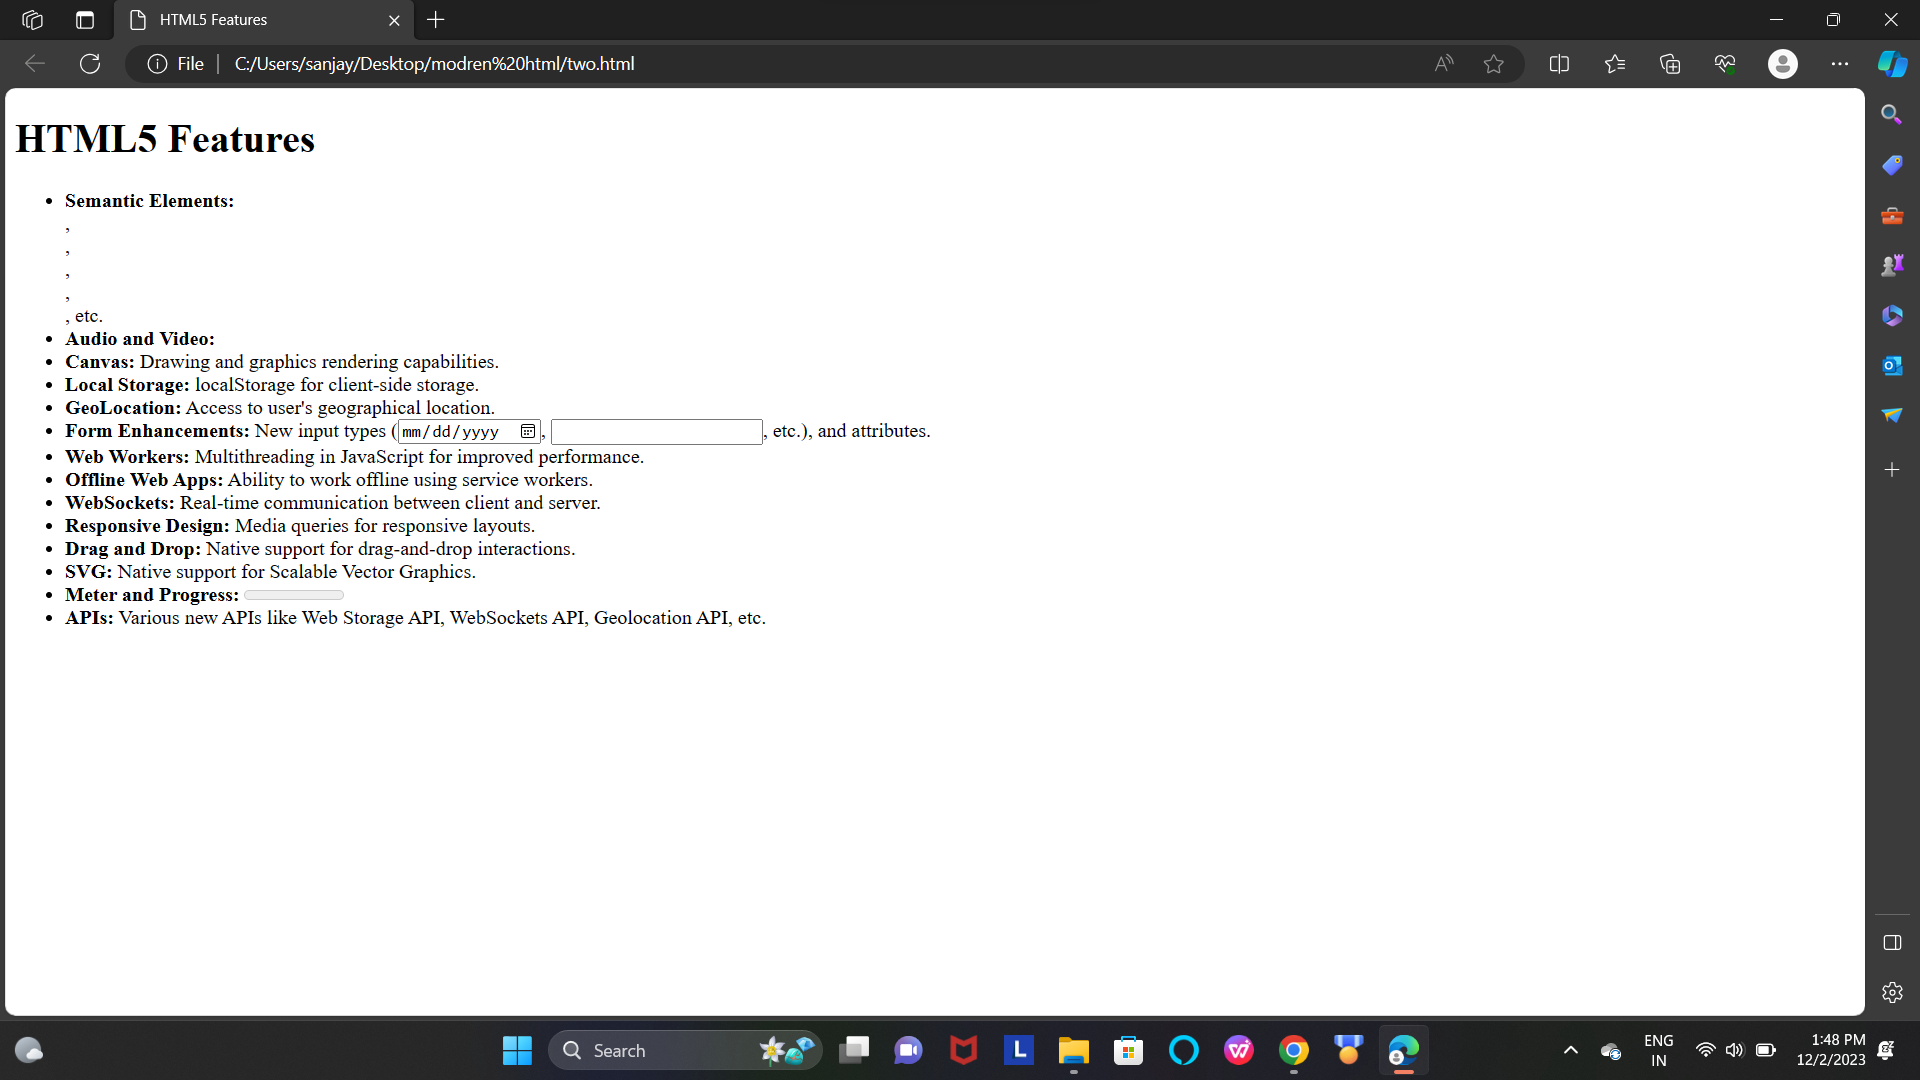 HTML5 Features
File
C:/Users/sanjay/Desktop/modren%20html/two.html
HTML5 Features
• Semantic Elements:
,
,
,
,
, etc.
• Audio and Video:
• Canvas: Drawing and graphics rendering capabilities.
• Local Storage: localStorage for client-side storage.
• GeoLocation: Access to user's geographical location.
• Form Enhancements: New input types (mm/dd/yyyy, , etc.), and attributes.
• Web Workers: Multithreading in JavaScript for improved performance.
• Offline Web Apps: Ability to work offline using service workers.
• WebSockets: Real-time communication between client and server.
• Responsive Design: Media queries for responsive layouts.
• Drag and Drop: Native support for drag-and-drop interactions.
• SVG: Native support for Scalable Vector Graphics.
• Meter and Progress:
• APIs: Various new APIs like Web Storage API, WebSockets API, Geolocation API, etc.
Search
L
ENG
IN
1:48 PM
12/2/2023